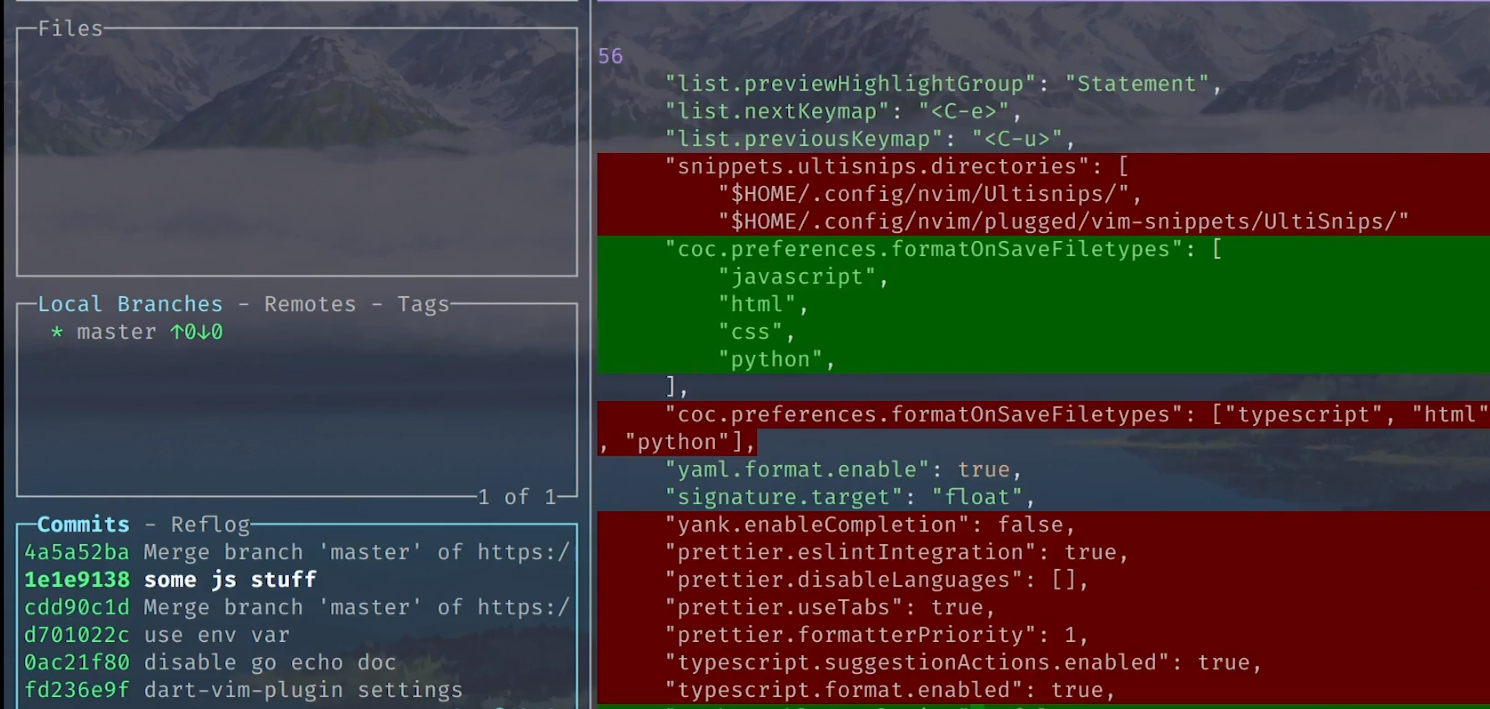 Files
Local Branches - Remotes - Tags
* master ↑0↓0
1 of 1
Commits - Reflog
4a5a52ba Merge branch 'master' of https:/
1e1e9138 some js stuff
cdd90c1d Merge branch 'master' of https:/
d701022c use env var
0ac21f80 disable go echo doc
fd236e9f dart-vim-plugin settings
56
"list.previewHighlightGroup": "Statement",
"list.nextKeymap": "<C-e>",
"list.previousKeymap": "<C-u>",
"snippets.ultisnips.directories": [
"$HOME/.config/nvim/Ultisnips/",
"$HOME/.config/nvim/plugged/vim-snippets/UltiSnips/"
"coc.preferences.formatOnSaveFiletypes": [
"javascript",
"html",
"css",
"python",
],
"coc.preferences.formatOnSaveFiletypes": ["typescript", "html"
, "python"],
"yaml.format.enable": true,
"signature.target": "float",
"yank.enableCompletion": false,
"prettier.eslintIntegration": true,
"prettier.disableLanguages": [],
"prettier.useTabs": true,
"prettier.formatterPriority": 1,
"typescript.suggestionActions.enabled": true,
"typescript.format.enabled": true,